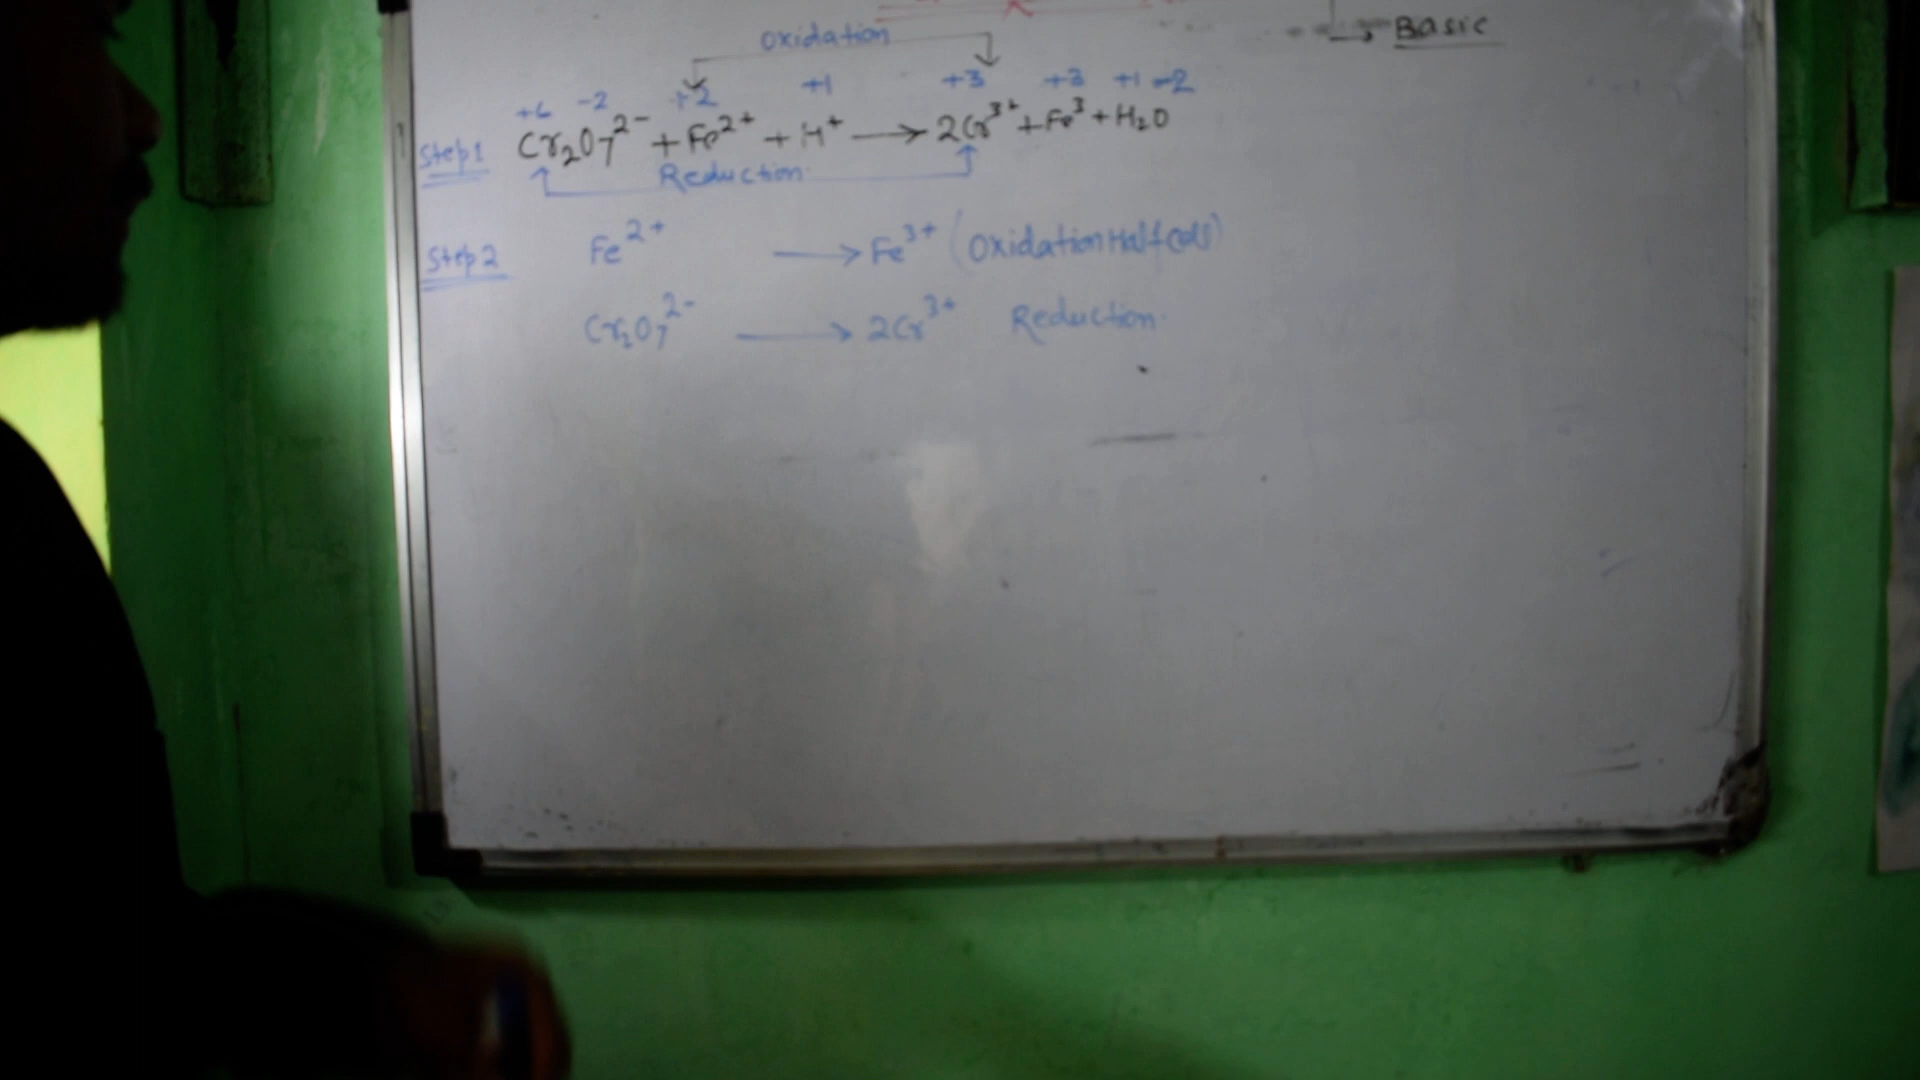 Basic
Oxidation
+6 -2 +2 +1 +3 +3 +1 -2
Step1 Cr₂O₇²⁻ + Fe²⁺ + H⁺ ⟶ 2Cr³⁺ + Fe³ + H₂O
Reduction
Step2 Fe²⁺ ⟶ Fe³⁺ (Oxidation Half cell)
Cr₂O₇²⁻ ⟶ 2Cr³⁺ Reduction